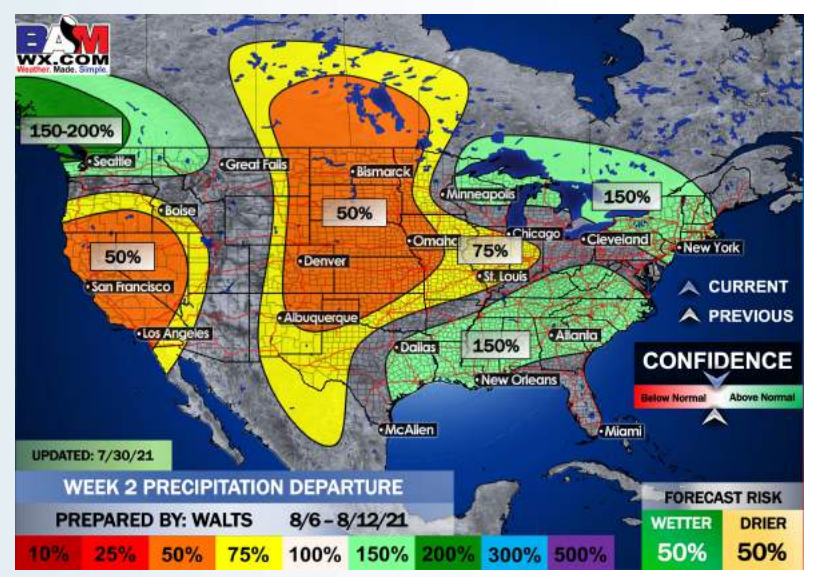 BAM
WX.COM
Weather. Made. Simple.
150-200%
Seattle
Great Falls
Bismarck
Minneapolis
150%
Boise
50%
50%
Omaha
Chicago
Cleveland
New York
75%
San Francisco
Denver
St. Louis
CURRENT
PREVIOUS
Los Angeles
Albuquerque
Dallas
150%
Atlanta
New Orleans
CONFIDENCE
Below Normal
Above Normal
McAllen
Miami
UPDATED: 7/30/21
WEEK 2 PRECIPITATION DEPARTURE
PREPARED BY: WALTS 8/6 – 8/12/21
FORECAST RISK
WETTER DRIER
50% 50%
10% 25% 50% 75% 100% 150% 200% 300% 500%